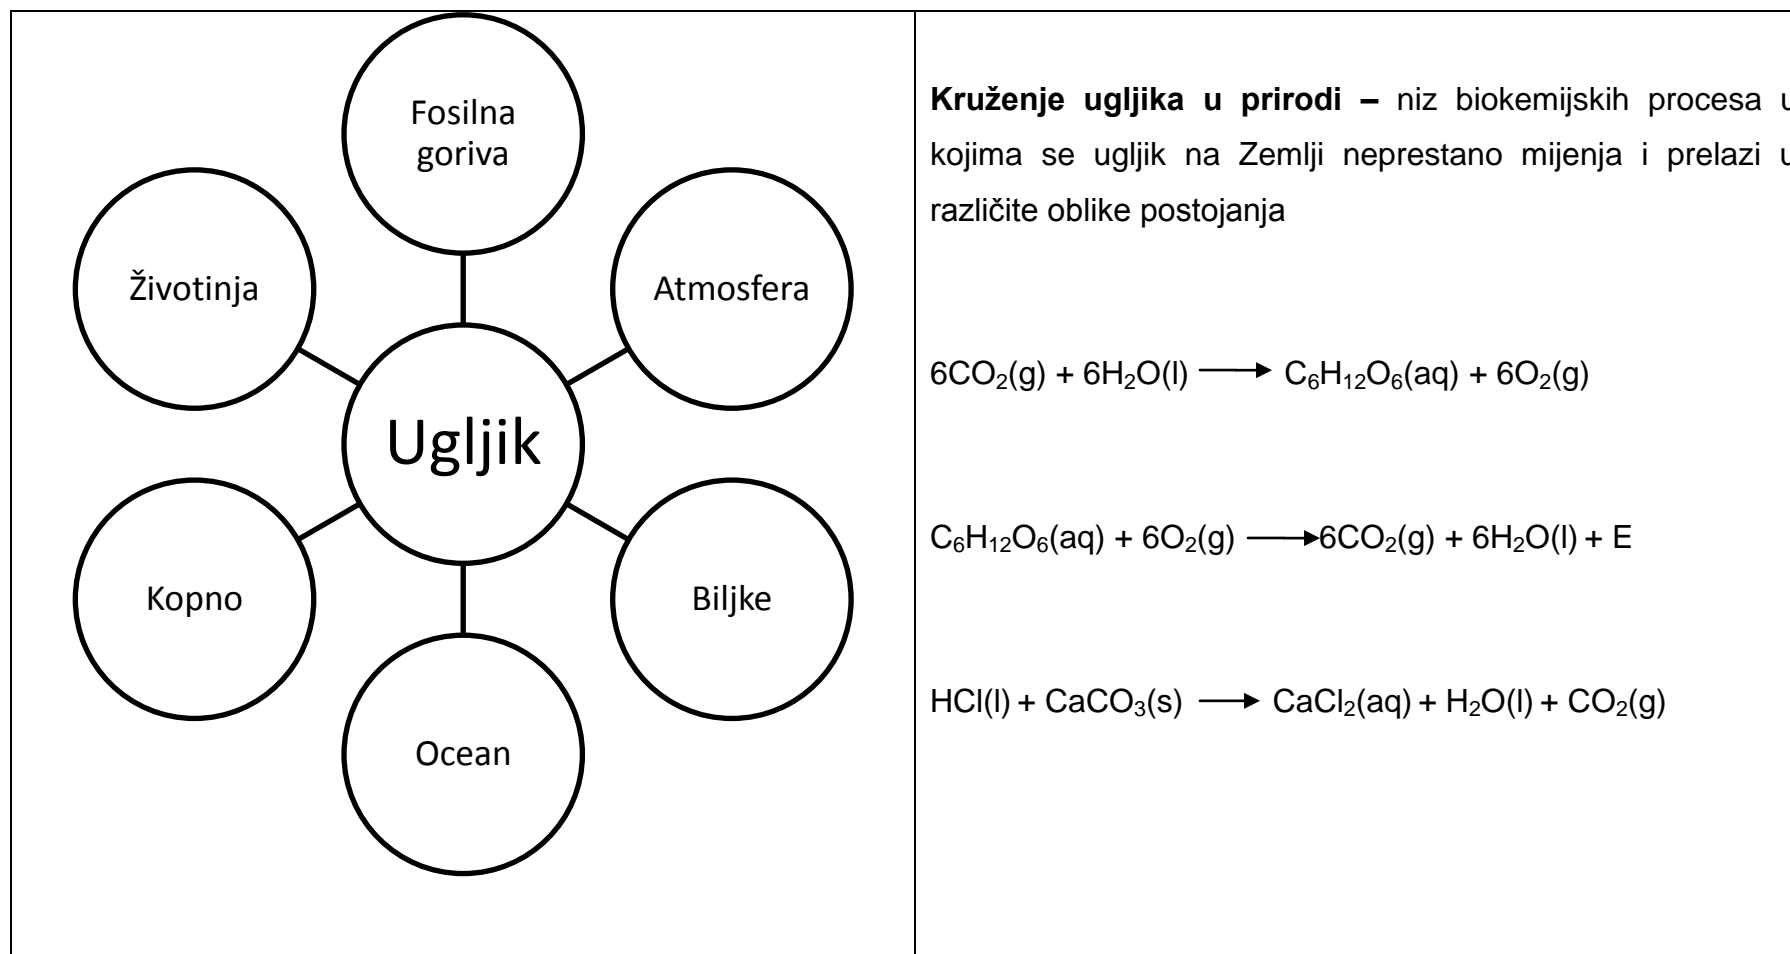 Fosilna
goriva
Atmosfera
Biljke
Ocean
Kopno
Životinja
Ugljik
Kruženje ugljika u prirodi – niz biokemijskih procesa u
kojima se ugljik na Zemlji neprestano mijenja i prelazi u
različite oblike postojanja
6CO₂(g) + 6H₂O(l) ⟶ C₆H₁₂O₆(aq) + 6O₂(g)
C₆H₁₂O₆(aq) + 6O₂(g) ⟶ 6CO₂(g) + 6H₂O(l) + E
HCl(l) + CaCO₃(s) ⟶ CaCl₂(aq) + H₂O(l) + CO₂(g)